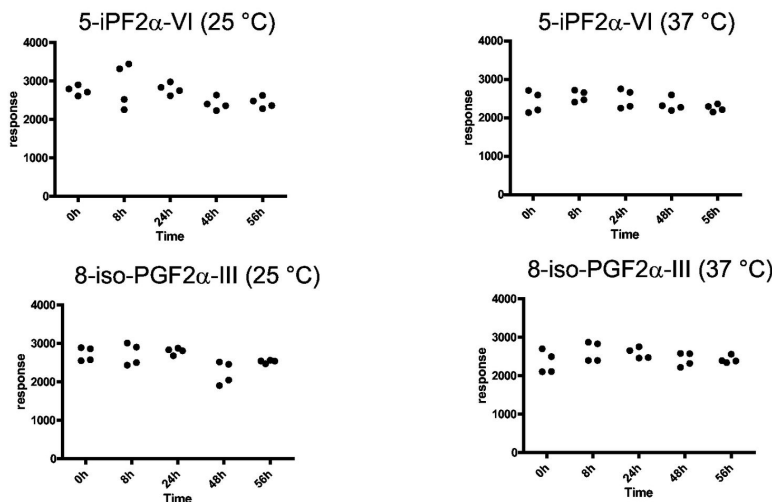 5-iPF2α-VI (25 °C)
4000
3000
2000
1000
0
response
0h
8h
24h
48h
56h
Time
5-iPF2α-VI (37 °C)
4000
3000
2000
1000
0
response
0h
8h
24h
48h
56h
Time
8-iso-PGF2α-III (25 °C)
4000
3000
2000
1000
0
response
0h
8h
24h
48h
56h
Time
8-iso-PGF2α-III (37 °C)
4000
3000
2000
1000
0
response
0h
8h
24h
48h
56h
Time